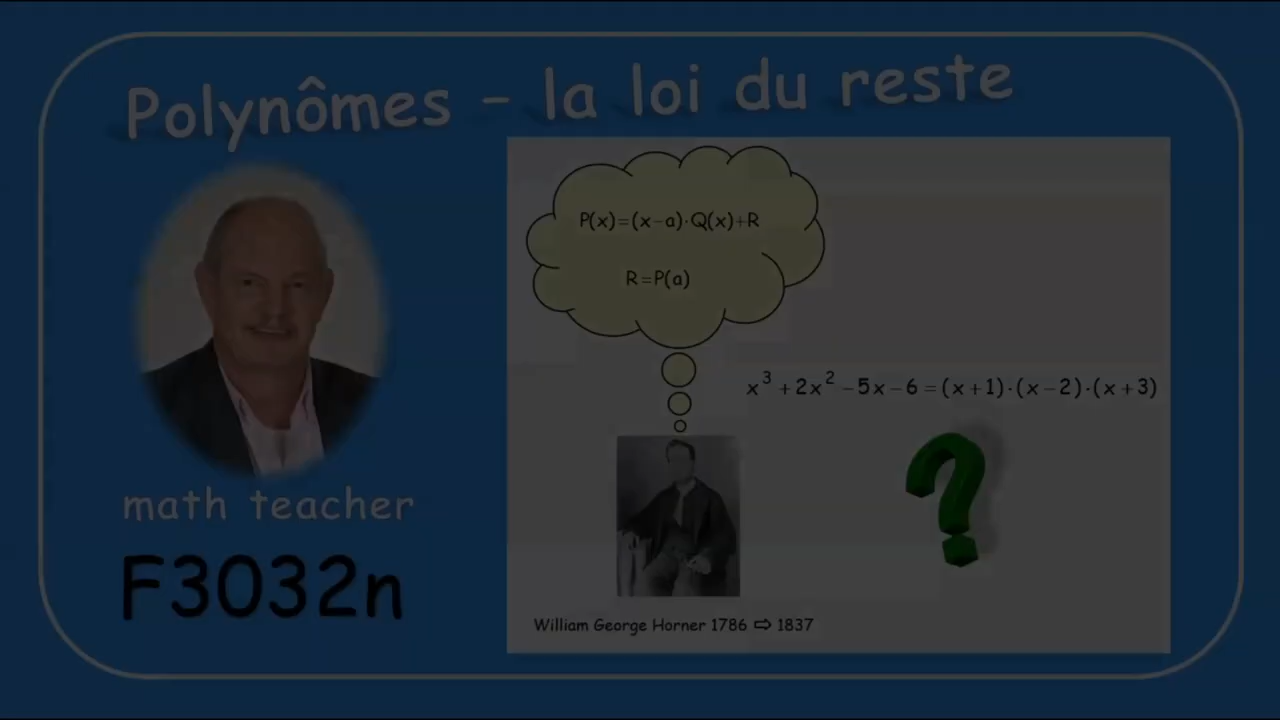 Polynômes - la loi du reste
P(x)=(x-a)·Q(x)+R
R=P(a)
x³+2x²-5x-6=(x+1)·(x-2)·(x+3)
?
math teacher
F3032n
William George Horner 1786 ⇨ 1837